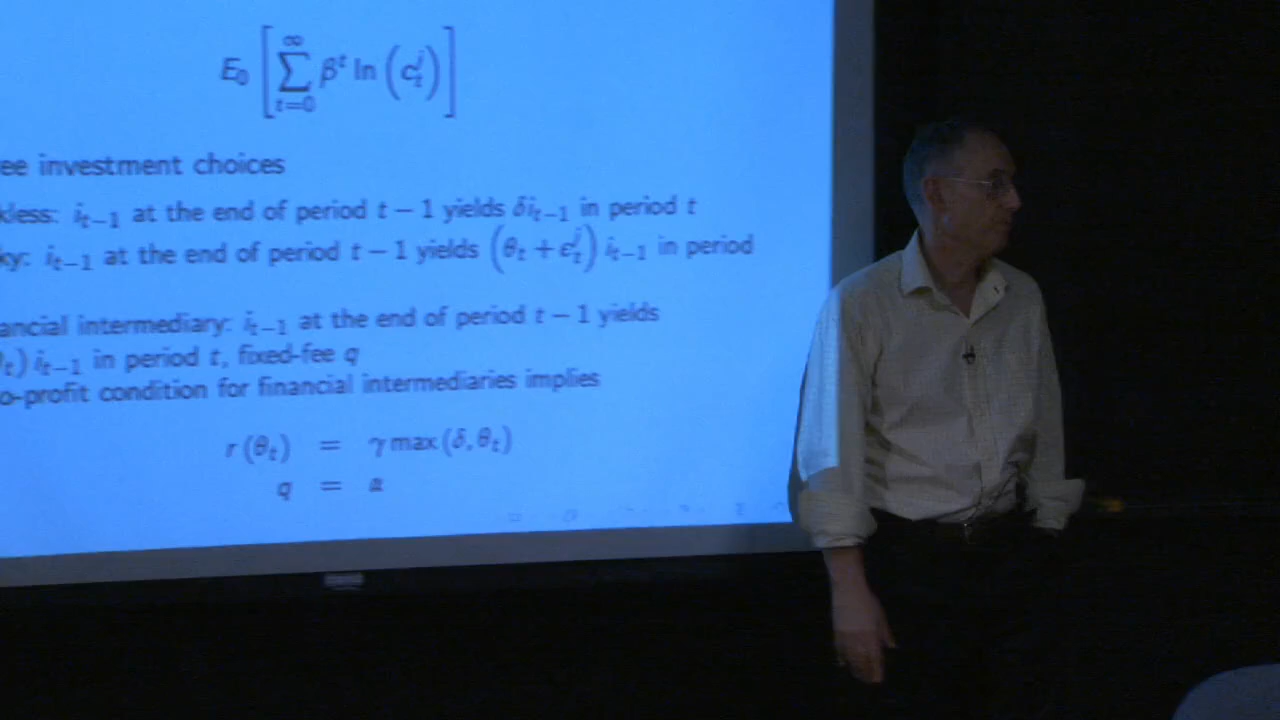 E_0 [ \sum_{t=0}^{\infty} β^t ln (c_t^j) ]
ee investment choices
kless: i_{t−1} at the end of period t − 1 yields δi_{t−1} in period t
ky: i_{t−1} at the end of period t − 1 yields (θ_t + ε_t^j) i_{t−1} in period
ancial intermediary: i_{t−1} at the end of period t − 1 yields
θ_t) i_{t−1} in period t, fixed-fee q
o-profit condition for financial intermediaries implies
r (θ_t) = γ max (δ, θ_t)
q = α